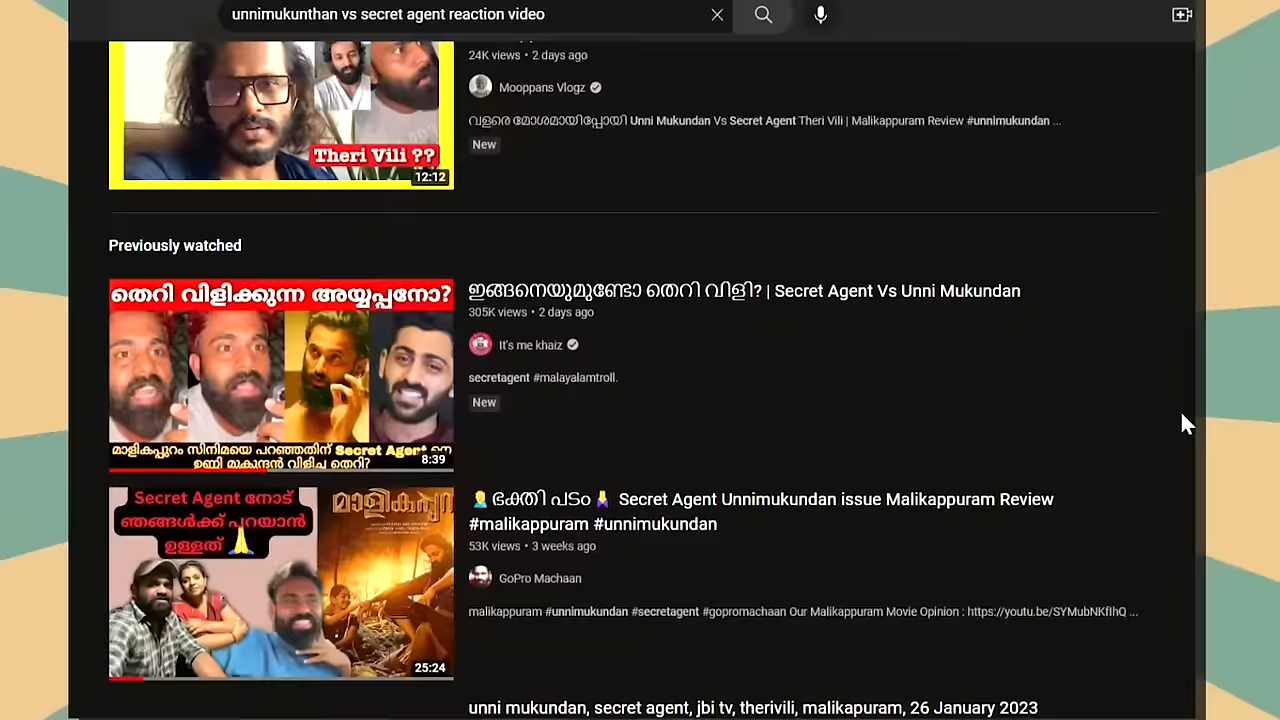 unnimukunthan vs secret agent reaction video
24K views • 2 days ago
Mooppans Vlogz
വളരെ മോശമായിപ്പോയി Unni Mukundan Vs Secret Agent Theri Vili | Malikappuram Review #unnimukundan ...
New
Theri Vili ??
12:12
Previously watched
തെറി വിളിക്കുന്ന അയ്യപ്പനോ?
മാളികപ്പുറം സിനിമയെ പറഞ്ഞതിന് Secret Agent നെ
ഉണ്ണി മുകുന്ദൻ വിളിച്ച തെറി?
8:39
ഇങ്ങനെയുമുണ്ടോ തെറി വിളി? | Secret Agent Vs Unni Mukundan
305K views • 2 days ago
It's me khaiz
secretagent #malayalamtroll.
New
Secret Agent നോട്
ഞങ്ങൾക്ക് പറയാൻ
ഉള്ളത് 🙏
25:24
ഭക്തി പടം Secret Agent Unnimukundan issue Malikappuram Review
#malikappuram #unnimukundan
53K views • 3 weeks ago
GoPro Machaan
malikappuram #unnimukundan #secretagent #gopromachaan Our Malikappuram Movie Opinion : https://youtu.be/SYMubNKfIhQ ...
unni mukundan, secret agent, jbi tv, therivili, malikapuram, 26 January 2023